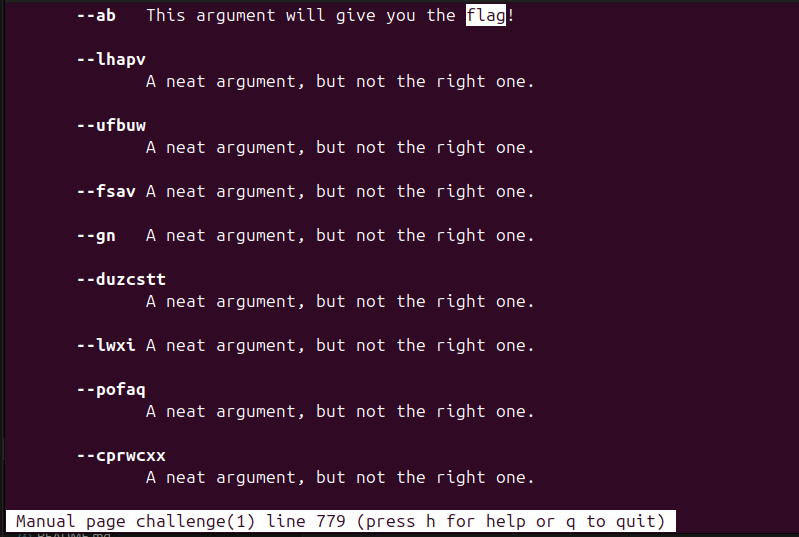 --ab This argument will give you the flag!
--lhapv
A neat argument, but not the right one.
--ufbuw
A neat argument, but not the right one.
--fsav A neat argument, but not the right one.
--gn A neat argument, but not the right one.
--duzcstt
A neat argument, but not the right one.
--lwxi A neat argument, but not the right one.
--pofaq
A neat argument, but not the right one.
--cprwcxx
A neat argument, but not the right one.
Manual page challenge(1) line 779 (press h for help or q to quit)
README.md